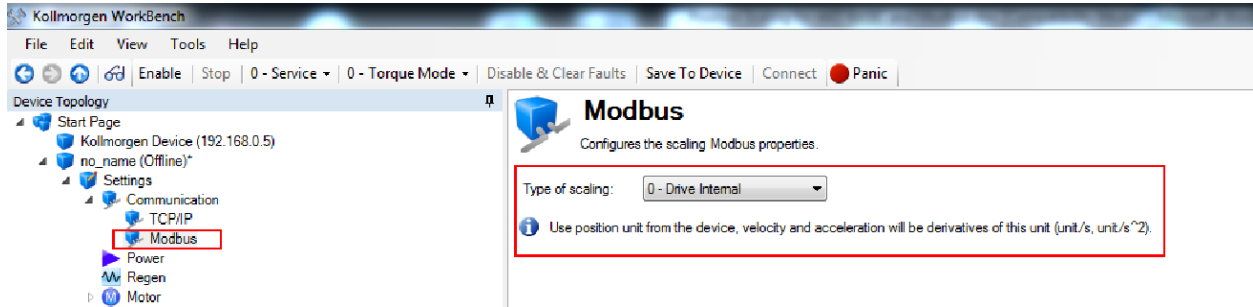 Kollmorgen WorkBench
File Edit View Tools Help
Enable Stop 0 - Service 0 - Torque Mode Disable & Clear Faults Save To Device Connect Panic
Device Topology
Start Page
Kollmorgen Device (192.168.0.5)
no_name (Offline)*
Settings
Communication
TCP/IP
Modbus
Power
Regen
Motor
Modbus
Configures the scaling Modbus properties.
Type of scaling: 0 - Drive Internal
Use position unit from the device, velocity and acceleration will be derivatives of this unit (unit/s, unit/s^2).